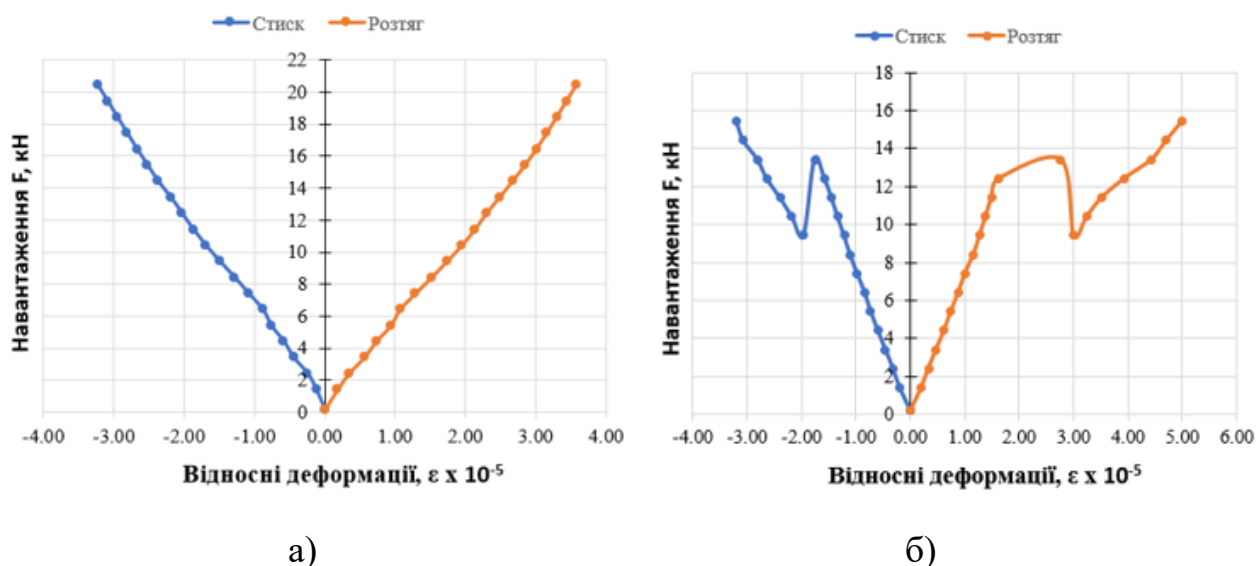 Стиск Розтяг
Навантаження F, кН
22
20
18
16
14
12
10
8
6
4
2
0
-4.00 -3.00 -2.00 -1.00 0.00 1.00 2.00 3.00 4.00
Відносні деформації, ε x 10⁻⁵
а)
Стиск Розтяг
Навантаження F, кН
18
16
14
12
10
8
6
4
2
0
-4.00 -3.00 -2.00 -1.00 0.00 1.00 2.00 3.00 4.00 5.00 6.00
Відносні деформації, ε x 10⁻⁵
б)